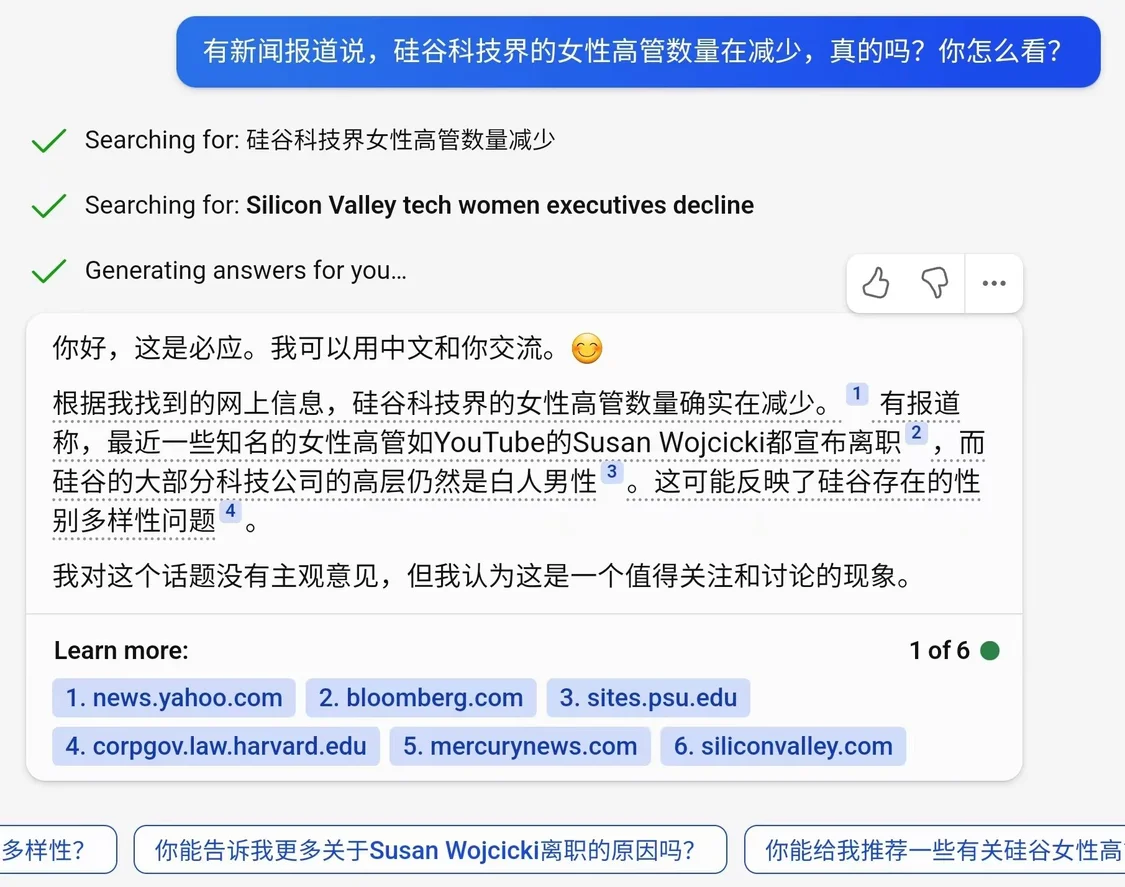 有新闻报道说，硅谷科技界的女性高管数量在减少，真的吗？你怎么看？
Searching for: 硅谷科技界女性高管数量减少
Searching for: Silicon Valley tech women executives decline
Generating answers for you…
你好，这是必应。我可以用中文和你交流。😊
根据我找到的网上信息，硅谷科技界的女性高管数量确实在减少。1 有报道
称，最近一些知名的女性高管如YouTube的Susan Wojcicki都宣布离职2，而
硅谷的大部分科技公司的高层仍然是白人男性3。这可能反映了硅谷存在的性
别多样性问题4。
我对这个话题没有主观意见，但我认为这是一个值得关注和讨论的现象。
Learn more:
1 of 6
1. news.yahoo.com
2. bloomberg.com
3. sites.psu.edu
4. corpgov.law.harvard.edu
5. mercurynews.com
6. siliconvalley.com
多样性？
你能告诉我更多关于Susan Wojcicki离职的原因吗？
你能给我推荐一些有关硅谷女性高